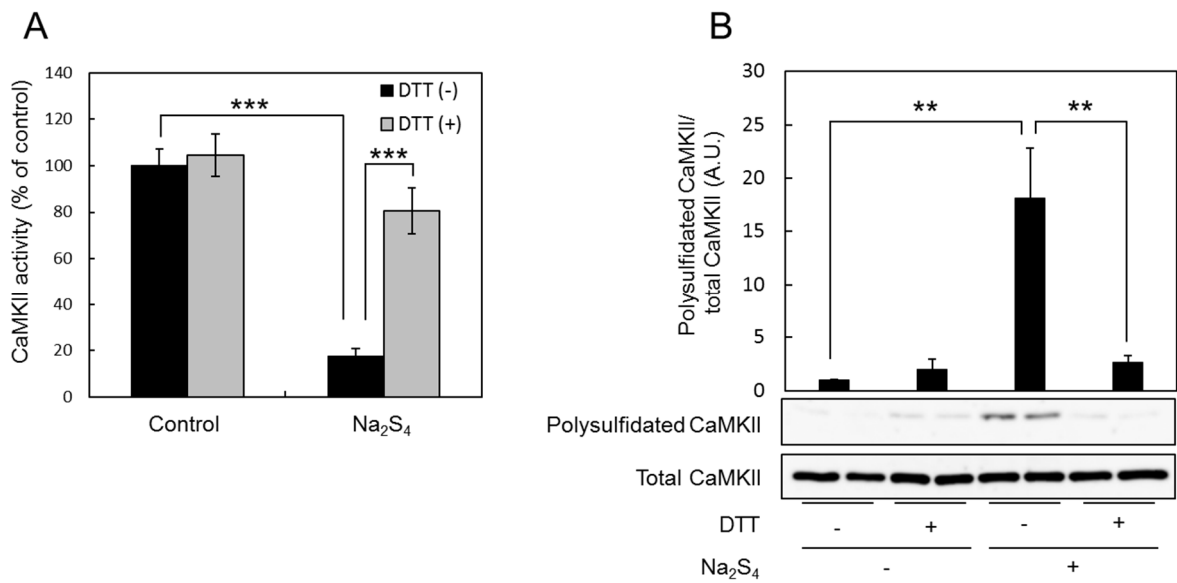 A
CaMKII activity (% of control)
140
120
100
80
60
40
20
0
DTT (-)
DTT (+)
***
***
Control
Na₂S₄
B
Polysulfidated CaMKII/
total CaMKII (A.U.)
30
25
20
15
10
5
0
**
**
Polysulfidated CaMKII
Total CaMKII
DTT - + - +
Na₂S₄ - +